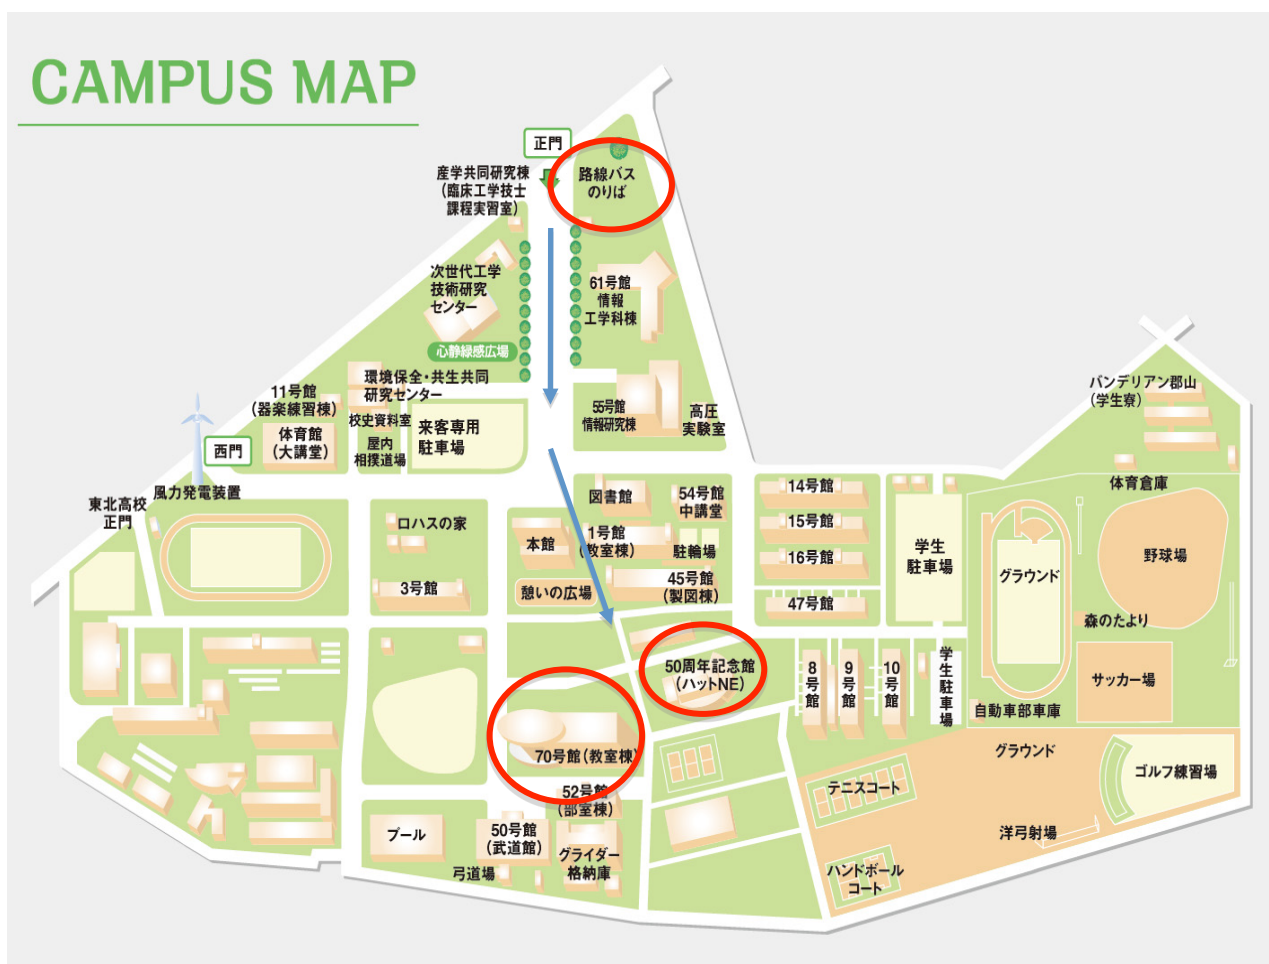 CAMPUS MAP
正門
産学共同研究棟
(臨床工学技士
課程実習室)
路線バス
のりば
次世代工学
技術研究
センター
61号館
情報
工学科棟
心静緑感広場
環境保全・共生共同
研究センター
11号館
(器楽練習棟)
校史資料室
来客専用
駐車場
55号館
情報研究棟
高圧
実験室
バンデリアン郡山
(学生寮)
西門
体育館
(大講堂)
屋内
相撲道場
風力発電装置
東北高校
正門
ロハスの家
3号館
本館
憩いの広場
図書館
54号館
中講堂
1号館
(教室棟)
駐輪場
45号館
(製図棟)
14号館
15号館
16号館
47号館
学生
駐車場
体育倉庫
グラウンド
野球場
森のたより
サッカー場
50周年記念館
(ハットNE)
8号館
9号館
10号館
学生駐車場
自動車部車庫
70号館(教室棟)
52号館
(部室棟)
プール
50号館
(武道館)
弓道場
グライダー
格納庫
グラウンド
テニスコート
ゴルフ練習場
洋弓射場
ハンドボール
コート